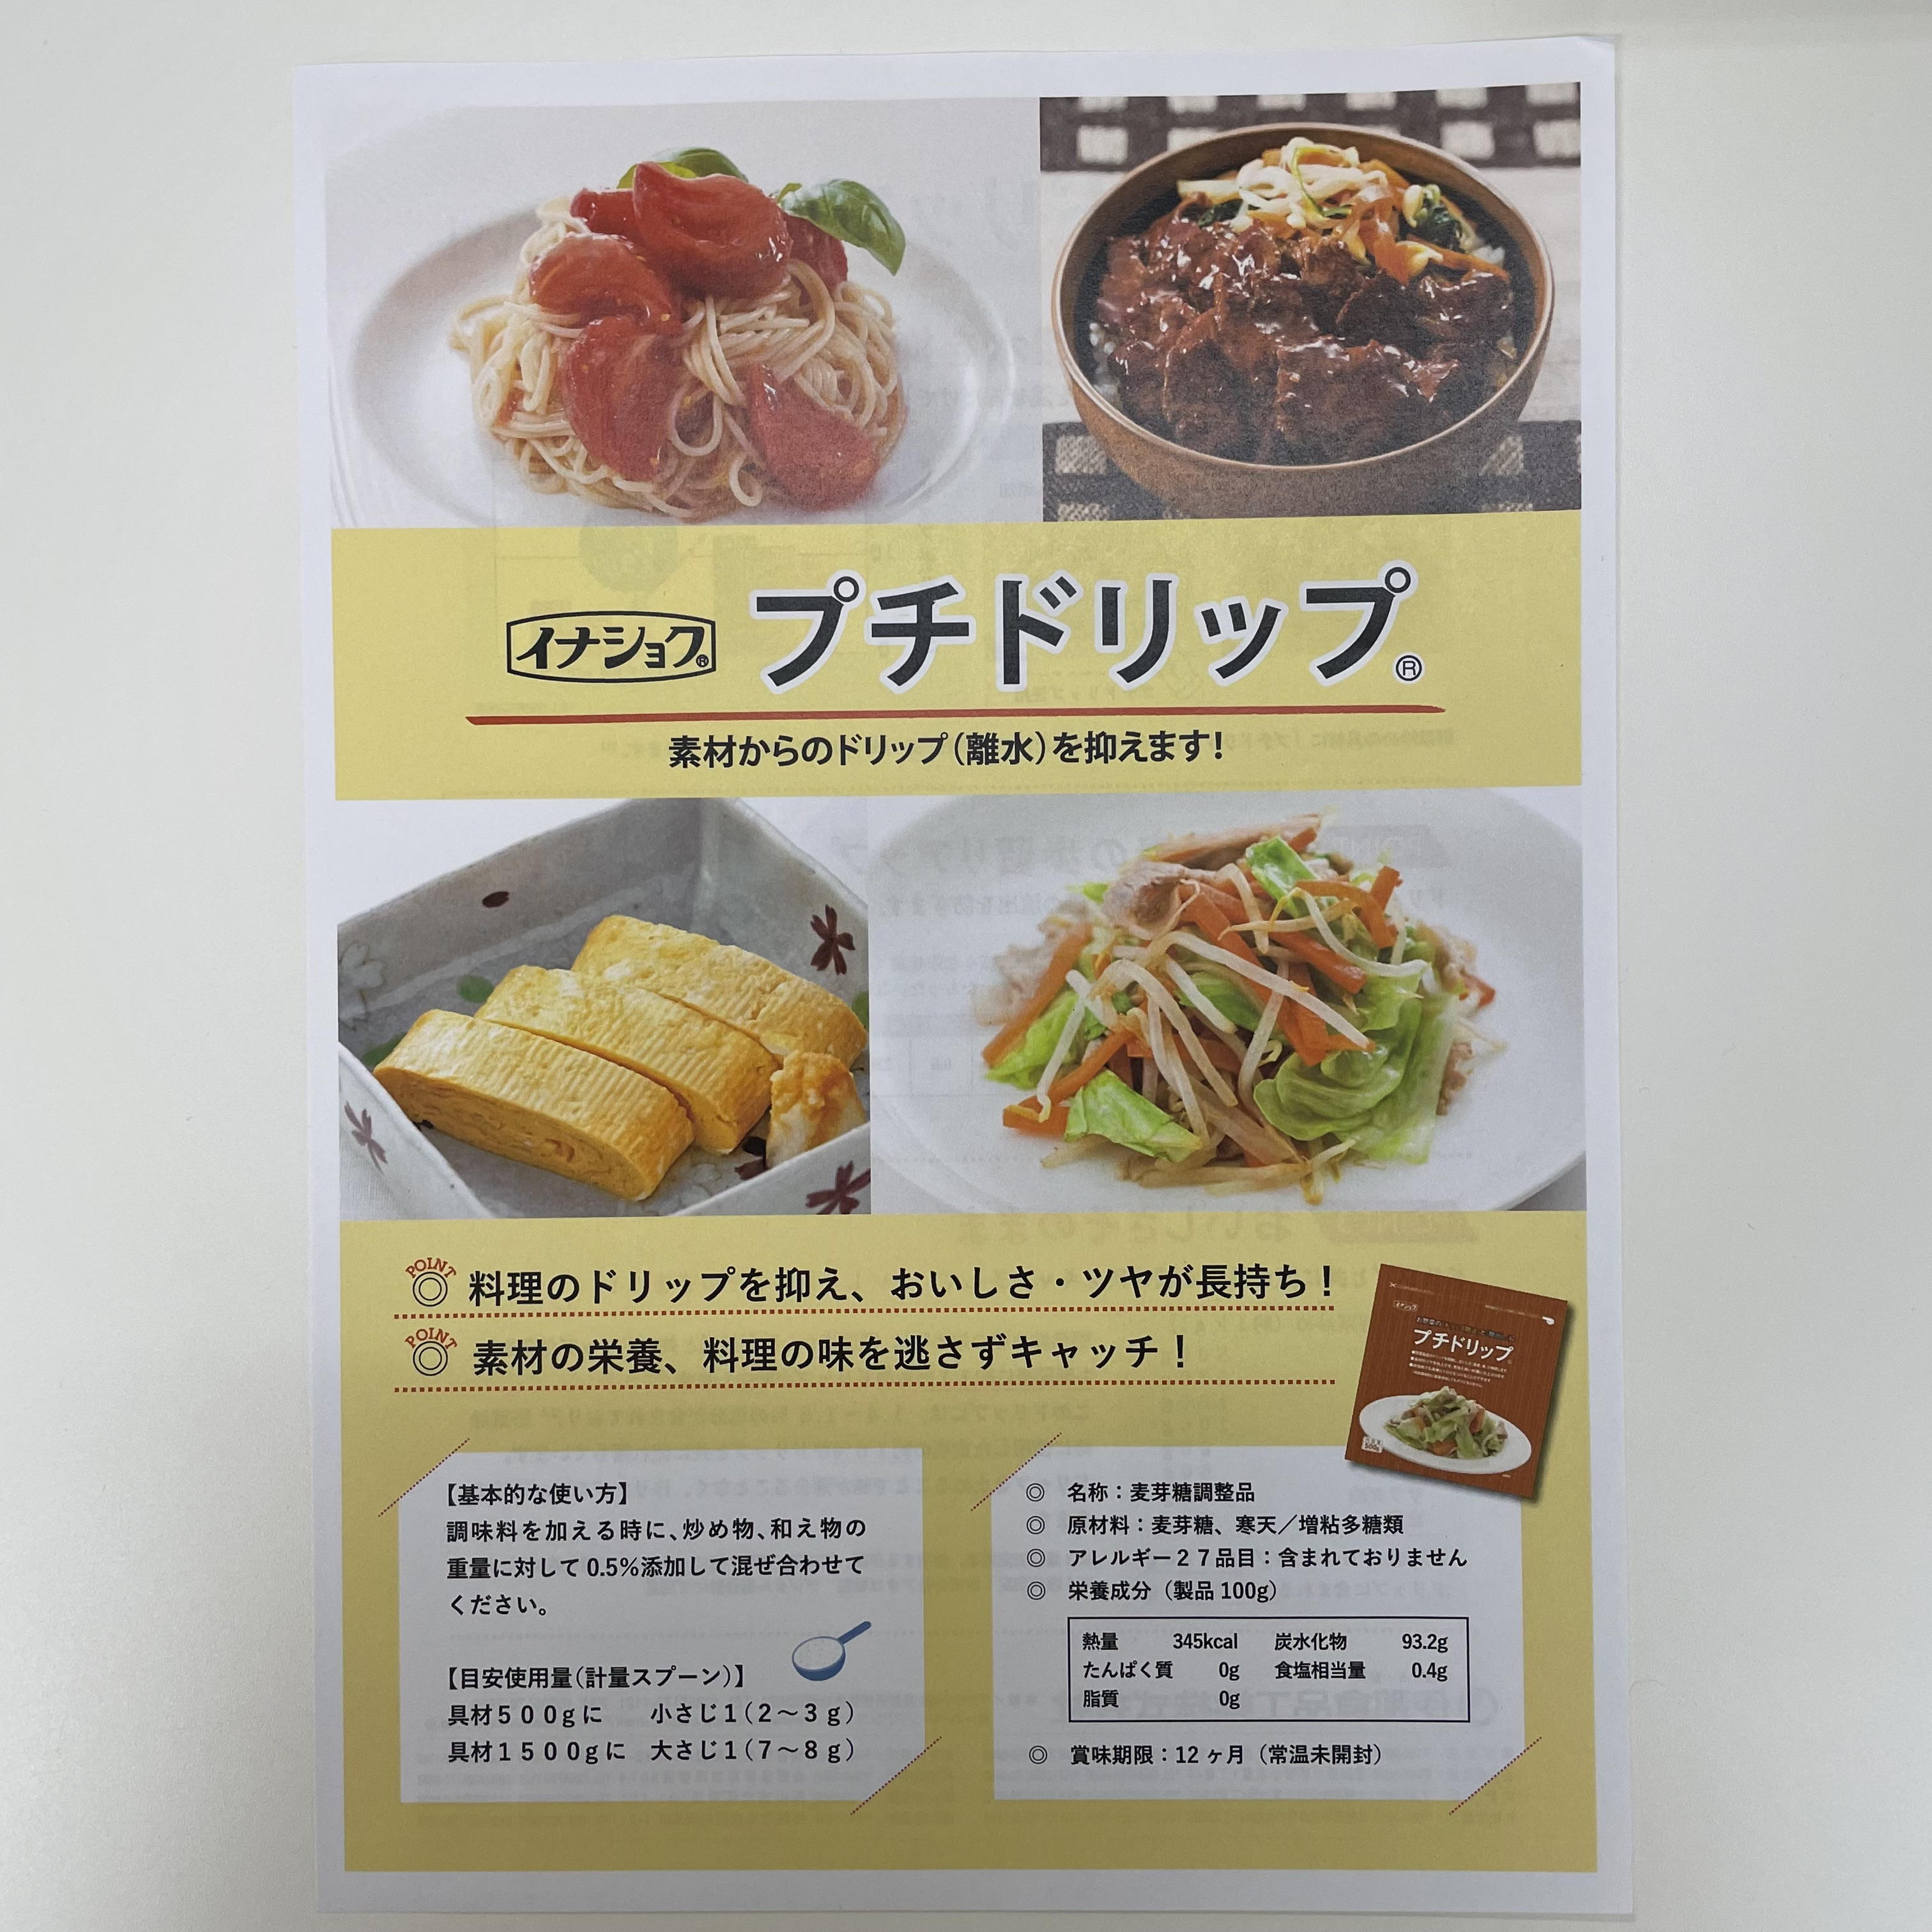 イナショク®
プチドリップ®
素材からのドリップ（離水）を抑えます！
POINT 料理のドリップを抑え、おいしさ・ツヤが長持ち！
POINT 素材の栄養、料理の味を逃さずキャッチ！
イナショク
プチドリップ
500g
【基本的な使い方】
調味料を加える時に、炒め物、和え物の
重量に対して0.5%添加して混ぜ合わせて
ください。
【目安使用量（計量スプーン）】
具材５００gに　小さじ１（２～３ｇ）
具材１５００gに　大さじ１（７～８ｇ）
◎ 名称：麦芽糖調整品
◎ 原材料：麦芽糖、寒天／増粘多糖類
◎ アレルギー２７品目：含まれておりません
◎ 栄養成分（製品100g）
熱量 345kcal 炭水化物 93.2g
たんぱく質 0g 食塩相当量 0.4g
脂質 0g
◎ 賞味期限：12ヶ月（常温未開封）